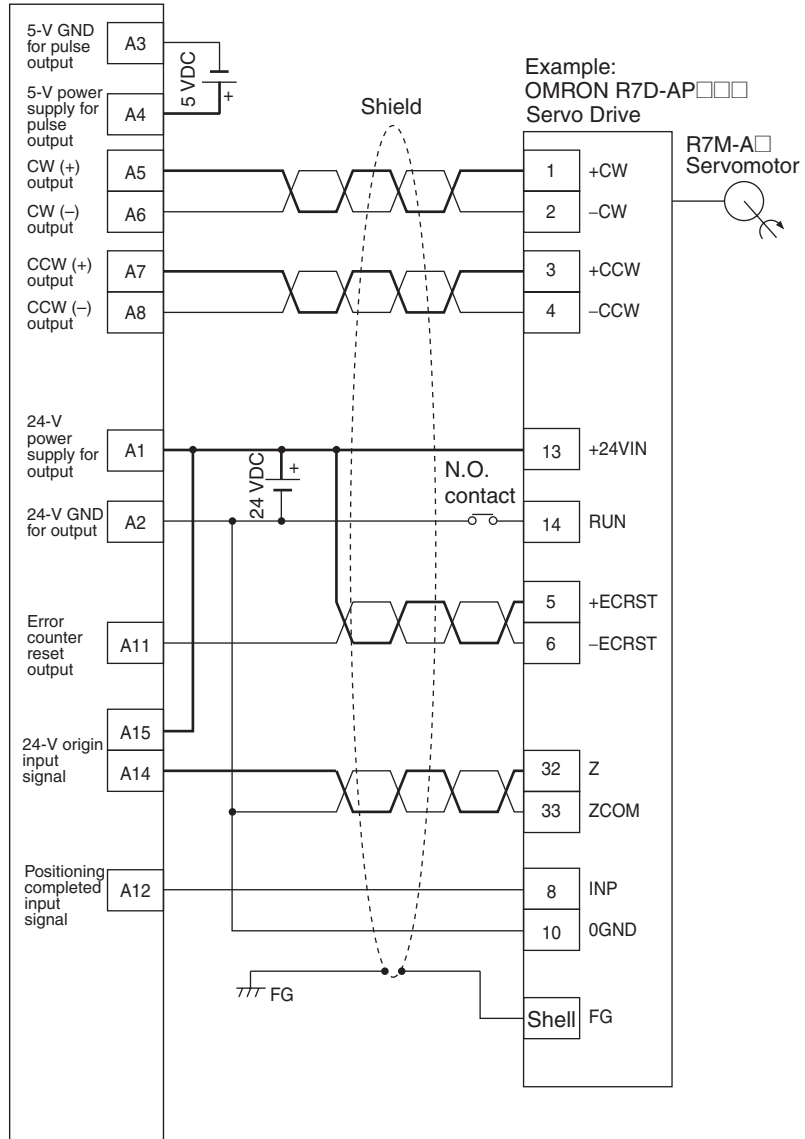 5-V GND
for pulse
output
A3
5 VDC
+
5-V power
supply for
pulse
output
A4
CW (+)
output
A5
CW (–)
output
A6
CCW (+)
output
A7
CCW (–)
output
A8
24-V
power
supply for
output
A1
24 VDC
+
24-V GND
for output
A2
N.O.
contact
Error
counter
reset
output
A11
A15
24-V origin
input
signal
A14
Positioning
completed
input
signal
A12
Shield
FG
Example:
OMRON R7D-AP□□□
Servo Drive
R7M-A□
Servomotor
1 +CW
2 –CW
3 +CCW
4 –CCW
13 +24VIN
14 RUN
5 +ECRST
6 –ECRST
32 Z
33 ZCOM
8 INP
10 0GND
Shell FG